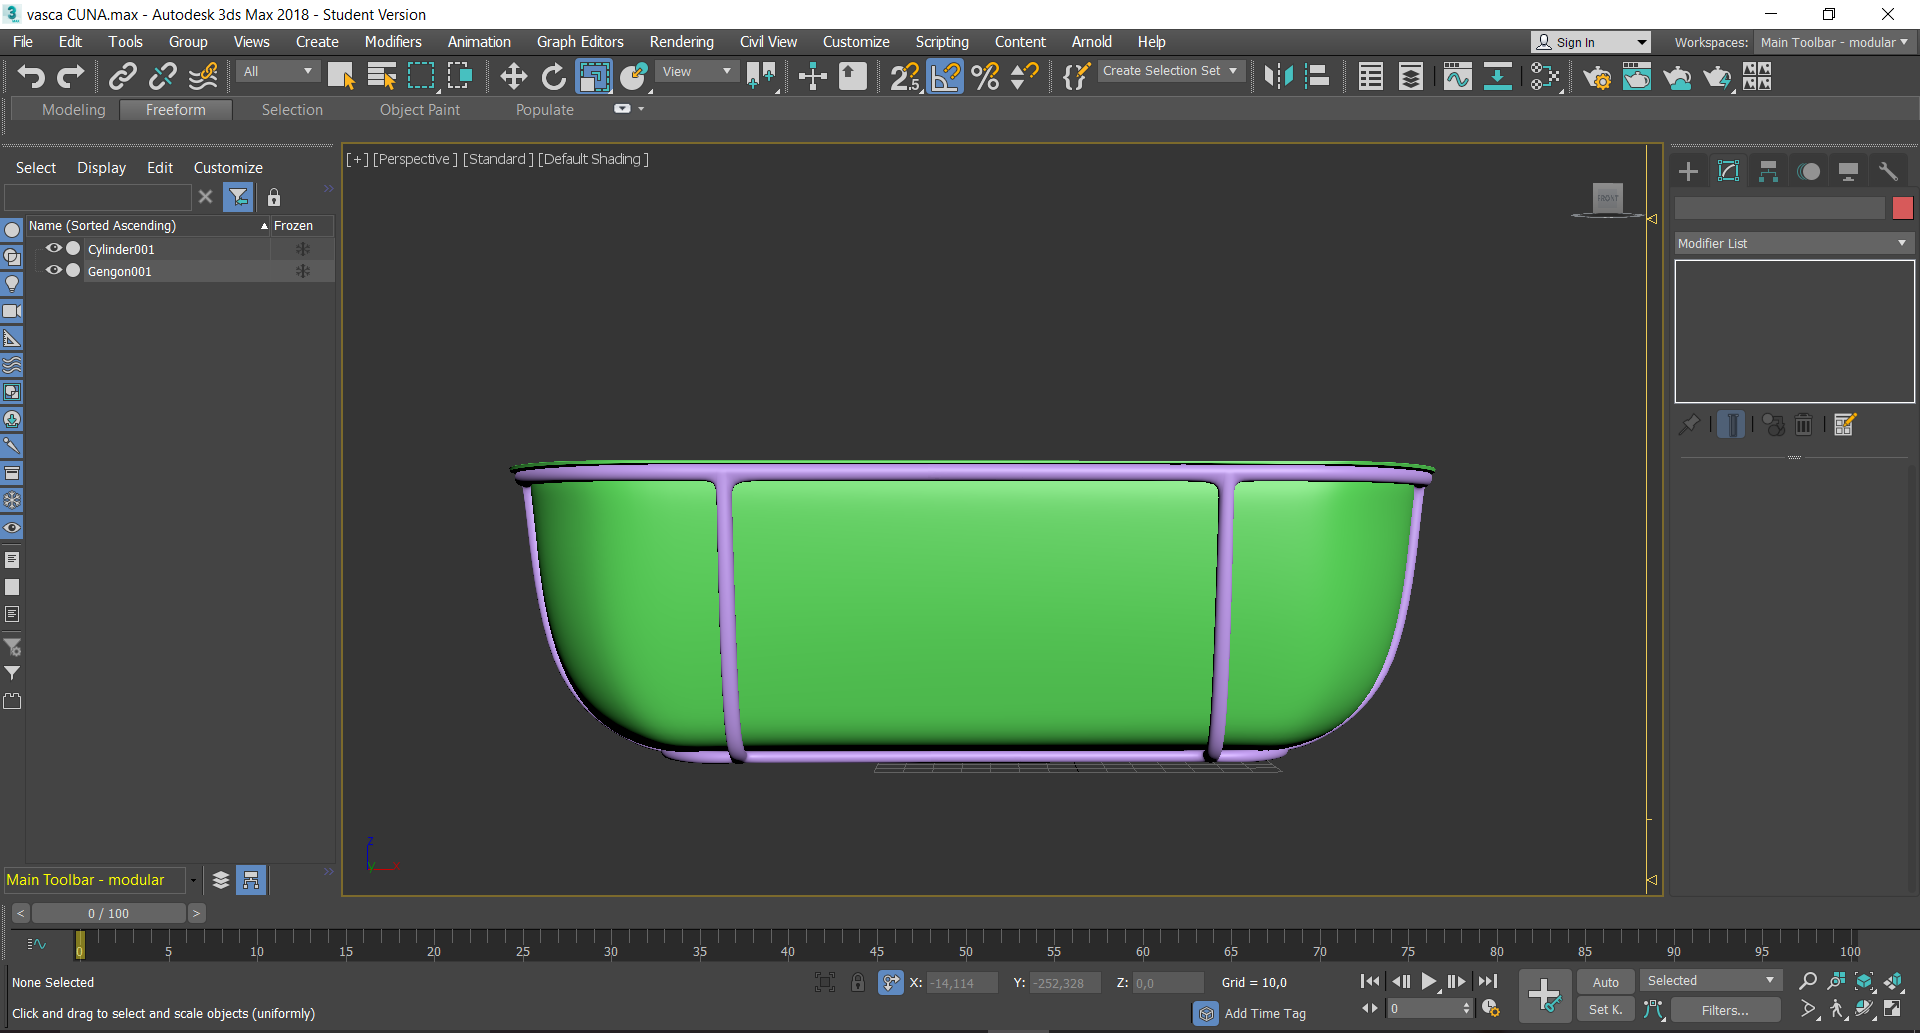 vasca CUNA.max - Autodesk 3ds Max 2018 - Student Version
File Edit Tools Group Views Create Modifiers Animation Graph Editors Rendering Civil View Customize Scripting Content Arnold Help Sign In Workspaces: Main Toolbar - modular
All View 2.5 Create Selection Set
Modeling Freeform Selection Object Paint Populate
Select Display Edit Customize
[+] [Perspective ] [Standard ] [Default Shading ]
FRONT
Name (Sorted Ascending) Frozen
Modifier List
Cylinder001
Gengon001
z
y x
Main Toolbar - modular
< 0 / 100 >
0 5 10 15 20 25 30 35 40 45 50 55 60 65 70 75 80 85 90 95 100
None Selected X: -14,114 Y: -252,328 Z: 0,0 Grid = 10,0 Auto Selected
Click and drag to select and scale objects (uniformly) Add Time Tag 0 Set K. Filters...